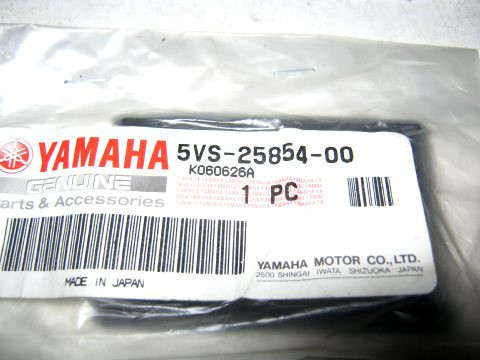 YAMAHA 5VS-25854-00
K060626A
GENUINE
Parts & Accessories
1 PC
YAMAHA MOTOR CO.,LTD.
2500 SHINGAI IWATA SHIZUOKA JAPAN
MADE IN JAPAN